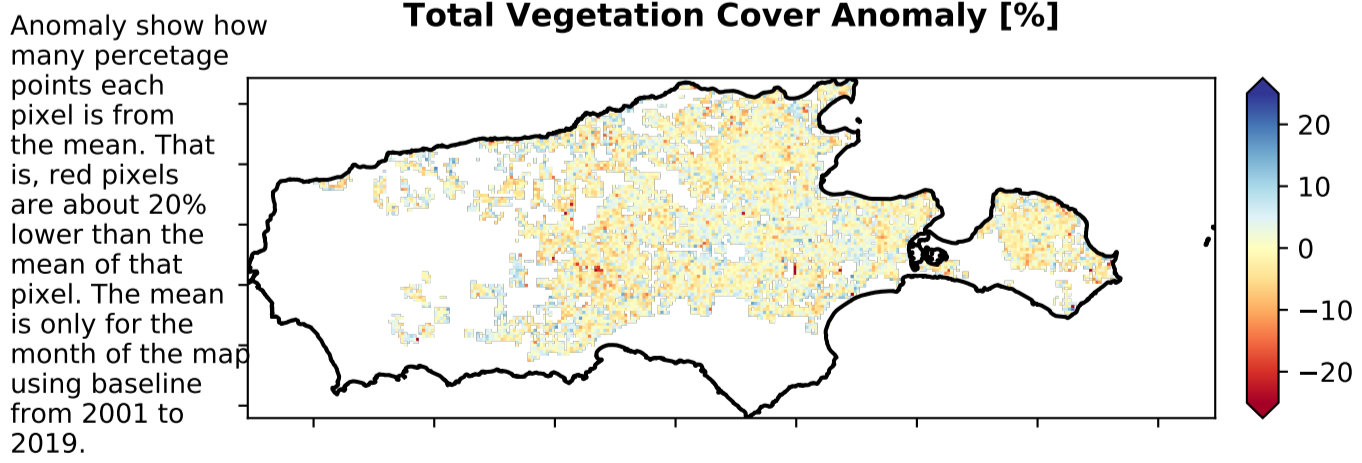 Total Vegetation Cover Anomaly [%]
Anomaly show how
many percetage
points each
pixel is from
the mean. That
is, red pixels
are about 20%
lower than the
mean of that
pixel. The mean
is only for the
month of the map
using baseline
from 2001 to
2019.
20
10
0
−10
−20